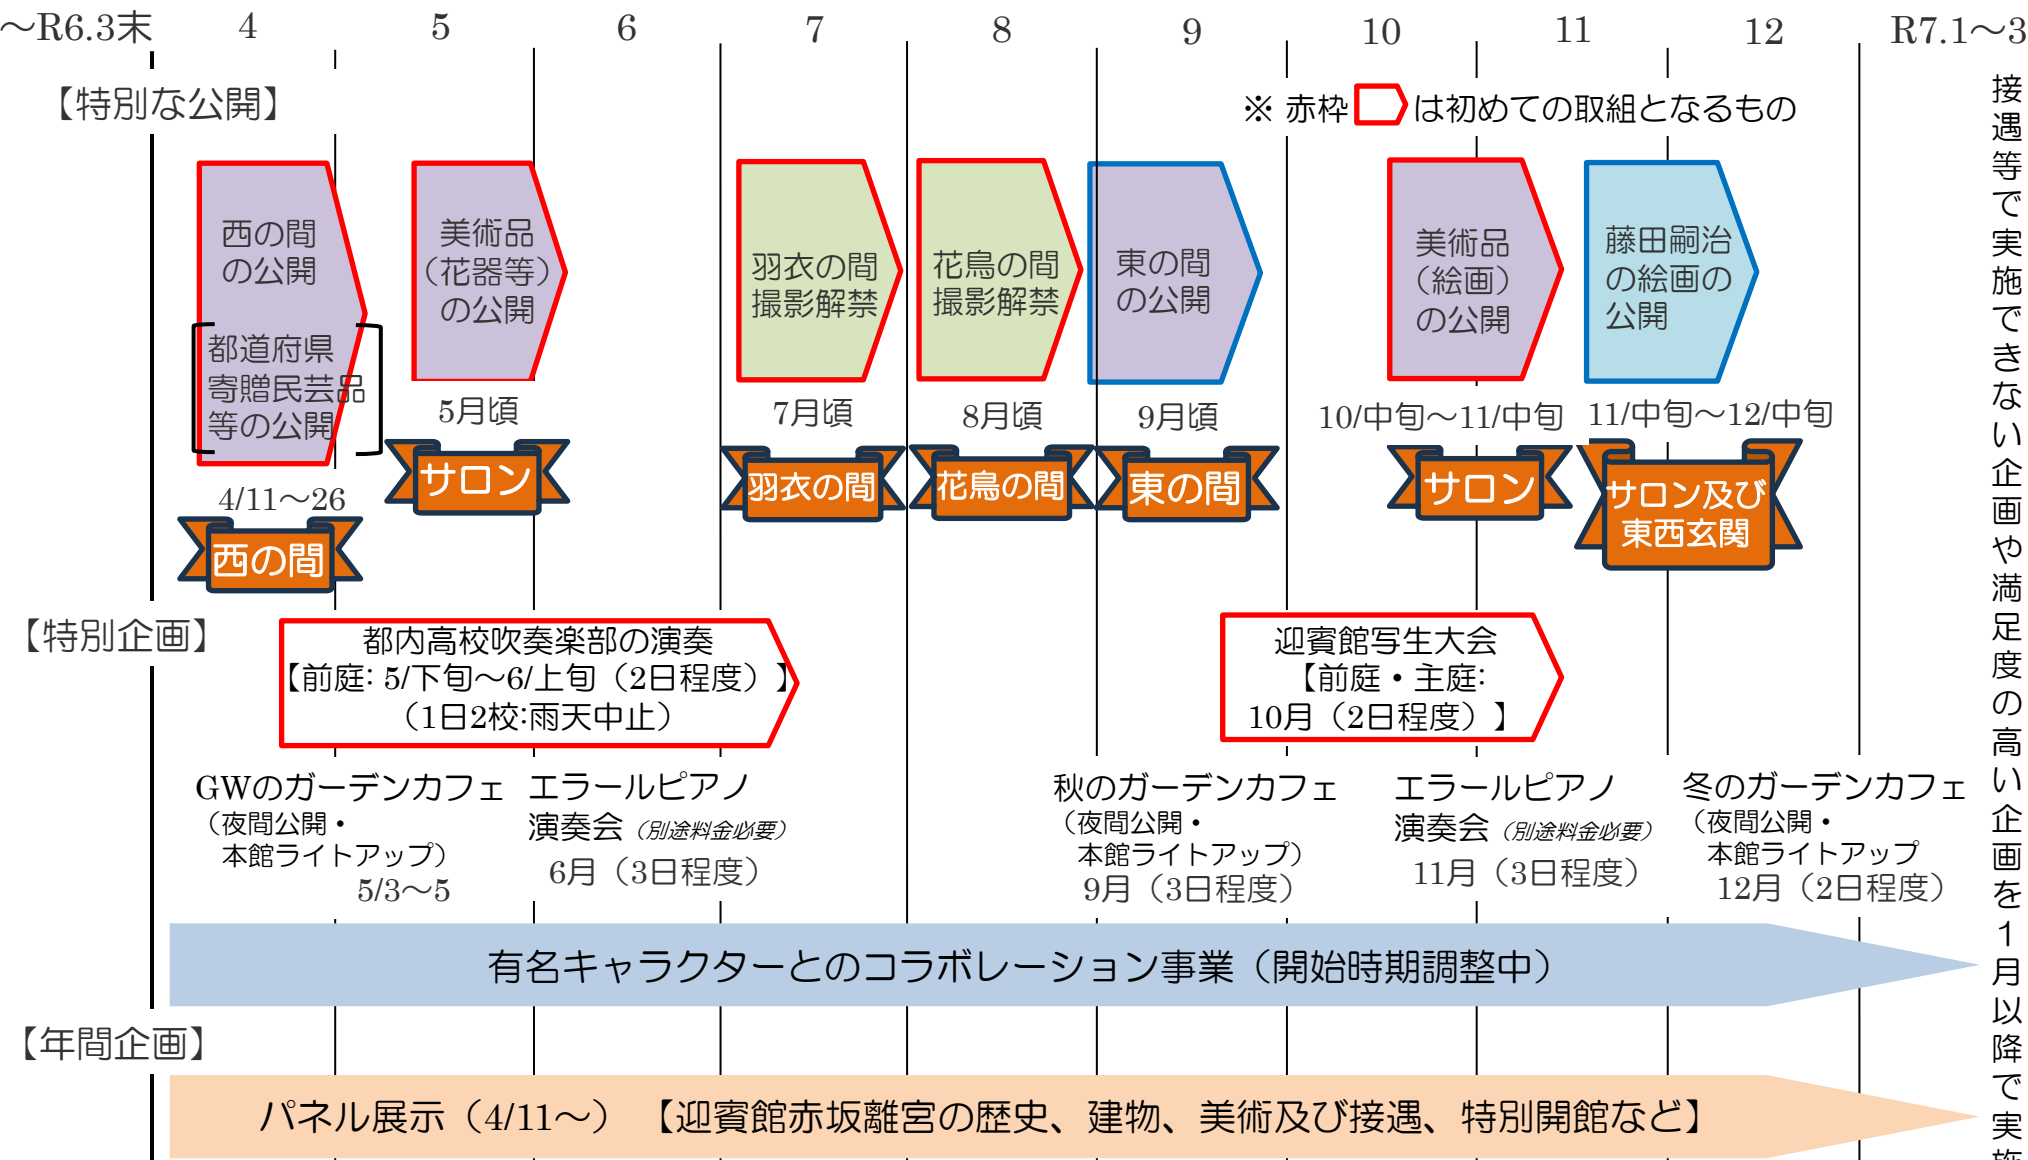 ～R6.3末 4 5 6 7 8 9 10 11 12 R7.1～3
【特別な公開】
※ 赤枠 は初めての取組となるもの
西の間
の公開
都道府県
寄贈民芸品
等の公開
4/11～26
西の間
美術品
（花器等）
の公開
5月頃
サロン
羽衣の間
撮影解禁
7月頃
羽衣の間
花鳥の間
撮影解禁
8月頃
花鳥の間
東の間
の公開
9月頃
東の間
美術品
（絵画）
の公開
10/中旬～11/中旬
サロン
藤田嗣治
の絵画の
公開
11/中旬～12/中旬
サロン及び
東西玄関
【特別企画】
都内高校吹奏楽部の演奏
【前庭: 5/下旬～6/上旬（2日程度）】
（1日2校:雨天中止）
迎賓館写生大会
【前庭・主庭:
10月（2日程度）】
GWのガーデンカフェ
（夜間公開・
本館ライトアップ）
5/3～5
エラールピアノ
演奏会（別途料金必要）
6月（3日程度）
秋のガーデンカフェ
（夜間公開・
本館ライトアップ）
9月（3日程度）
エラールピアノ
演奏会（別途料金必要）
11月（3日程度）
冬のガーデンカフェ
（夜間公開・
本館ライトアップ
12月（2日程度）
有名キャラクターとのコラボレーション事業（開始時期調整中）
【年間企画】
パネル展示（4/11～）【迎賓館赤坂離宮の歴史、建物、美術及び接遇、特別開館など】
接遇等で実施できない企画や満足度の高い企画を1月以降で実